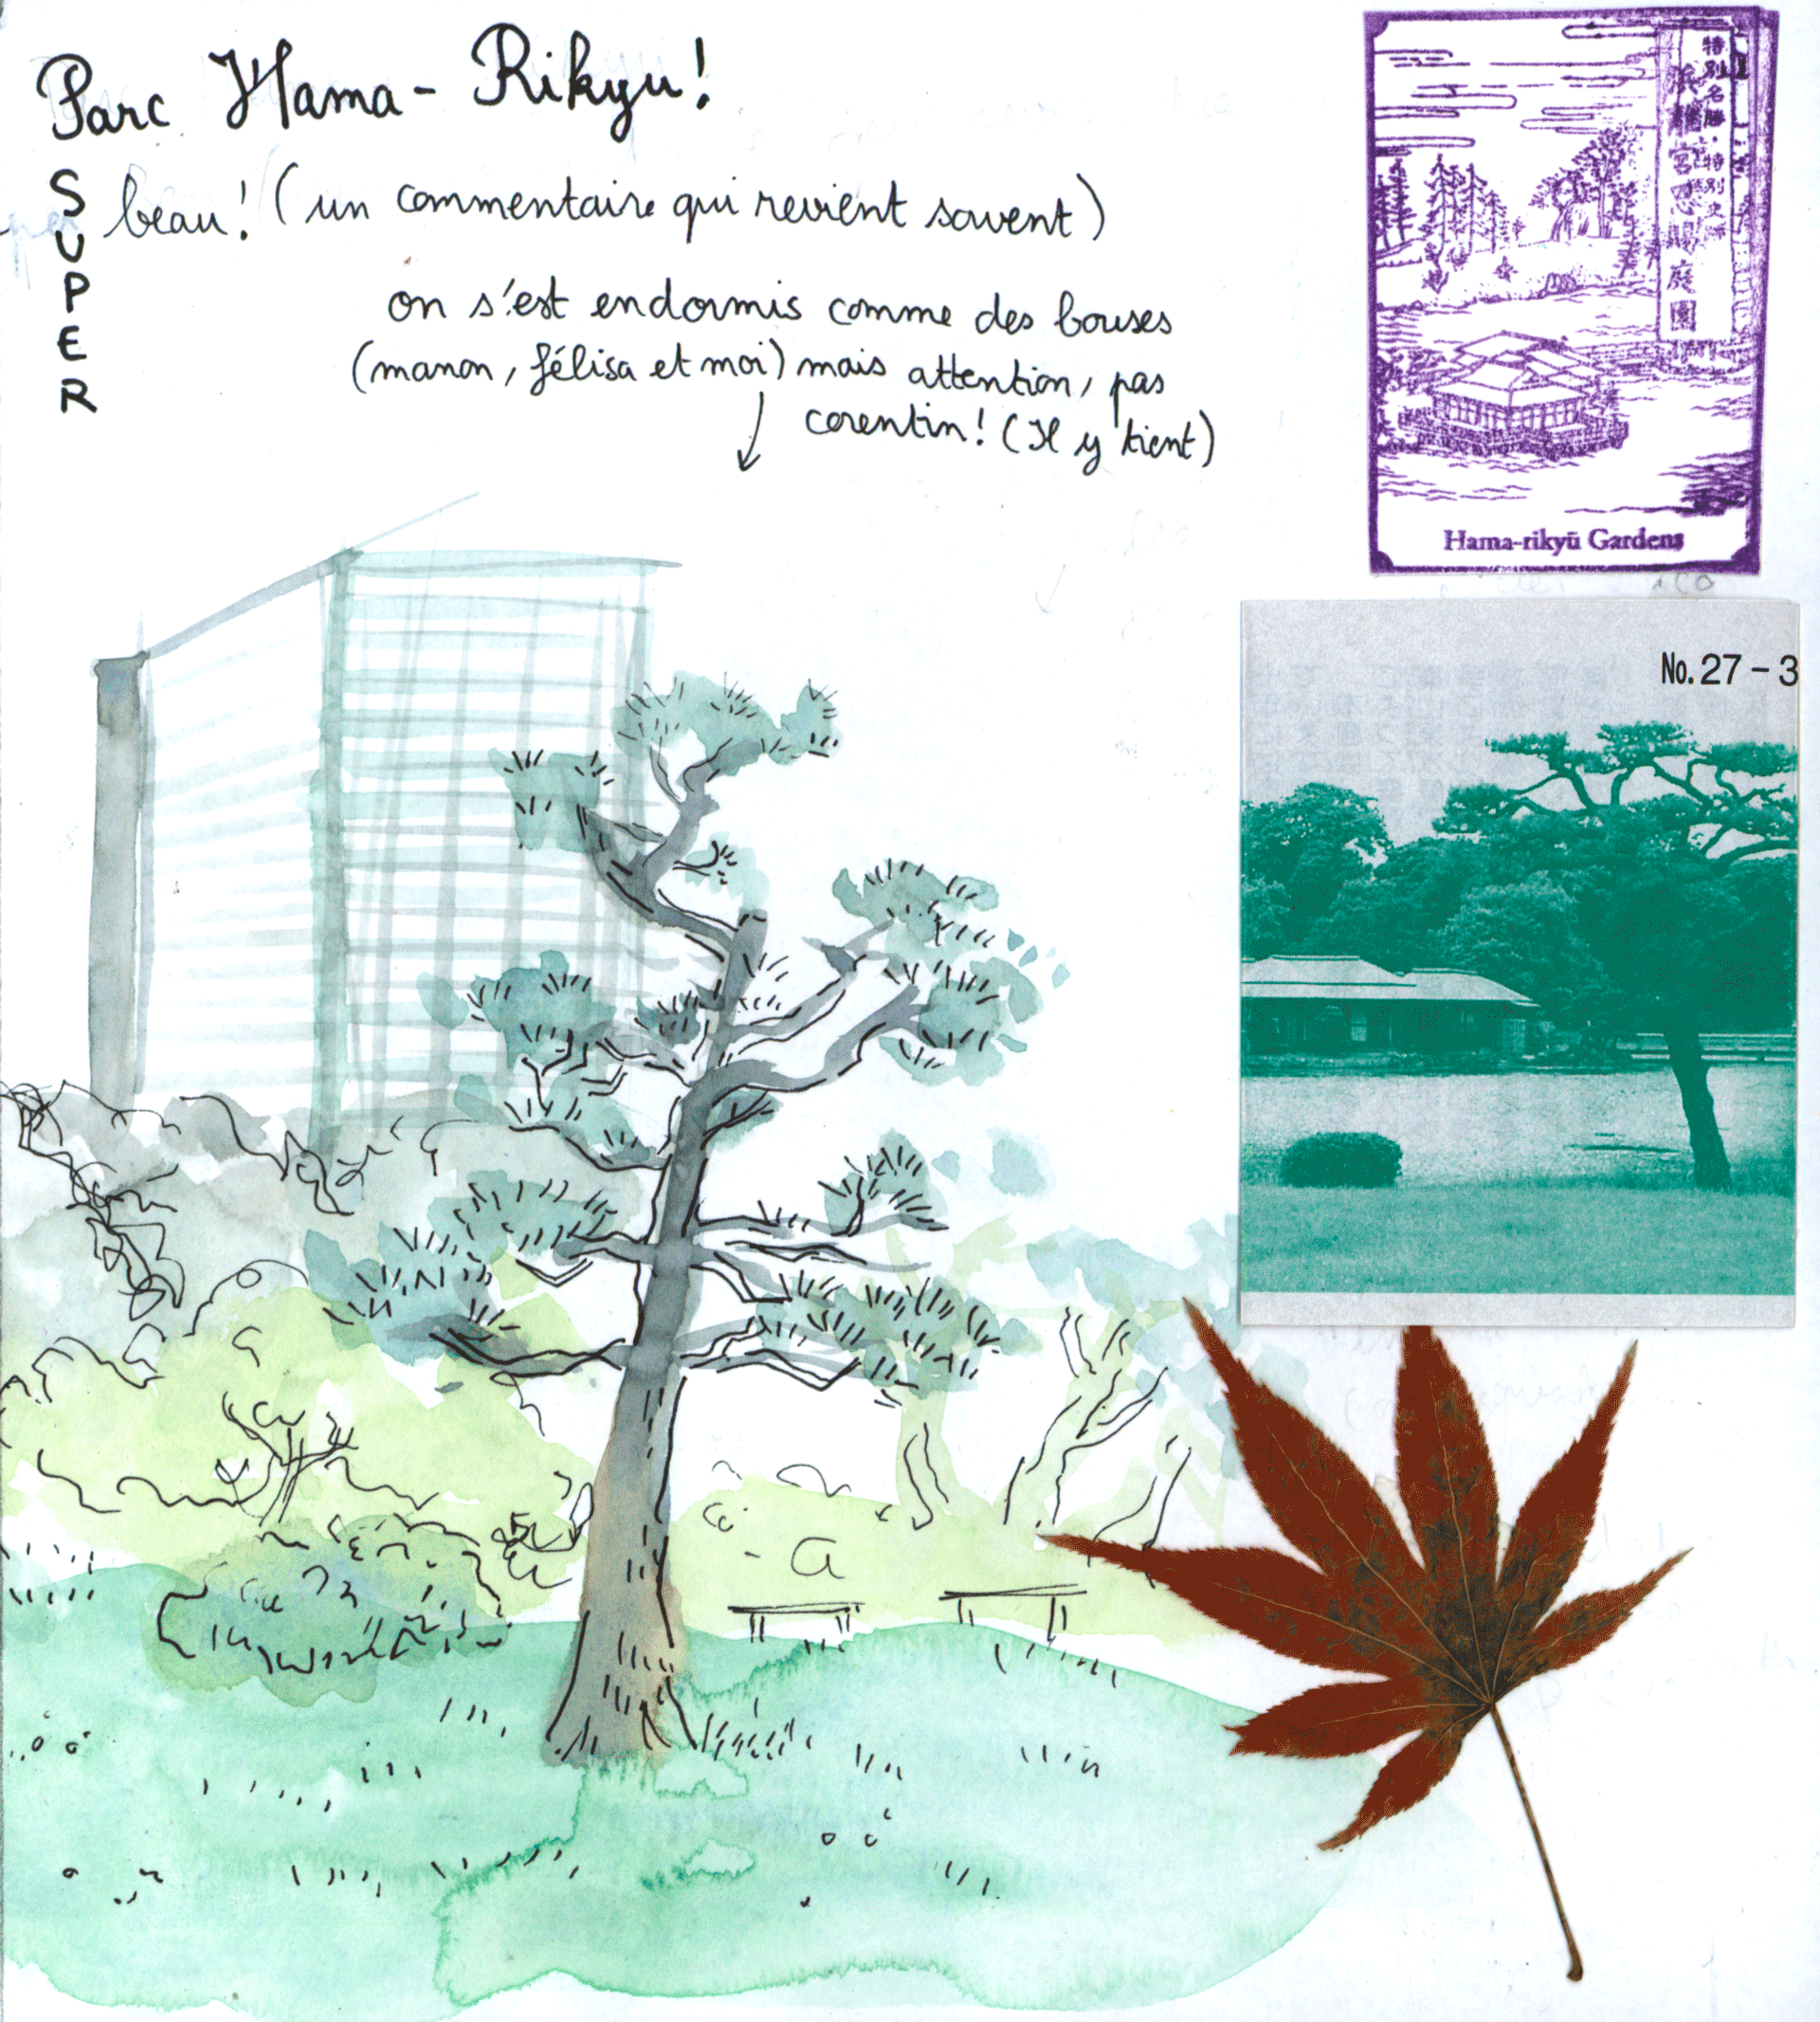 Parc Hama-Rikyu!
SUPER beau! (un commentaire qui revient souvent)
on s'est endormis comme des bouses
(manon, félisa et moi) mais attention, pas
corentin! (Il y tient)
特別名勝・特別史跡
浜離宮恩賜庭園
Hama-rikyū Gardens
No. 27-3